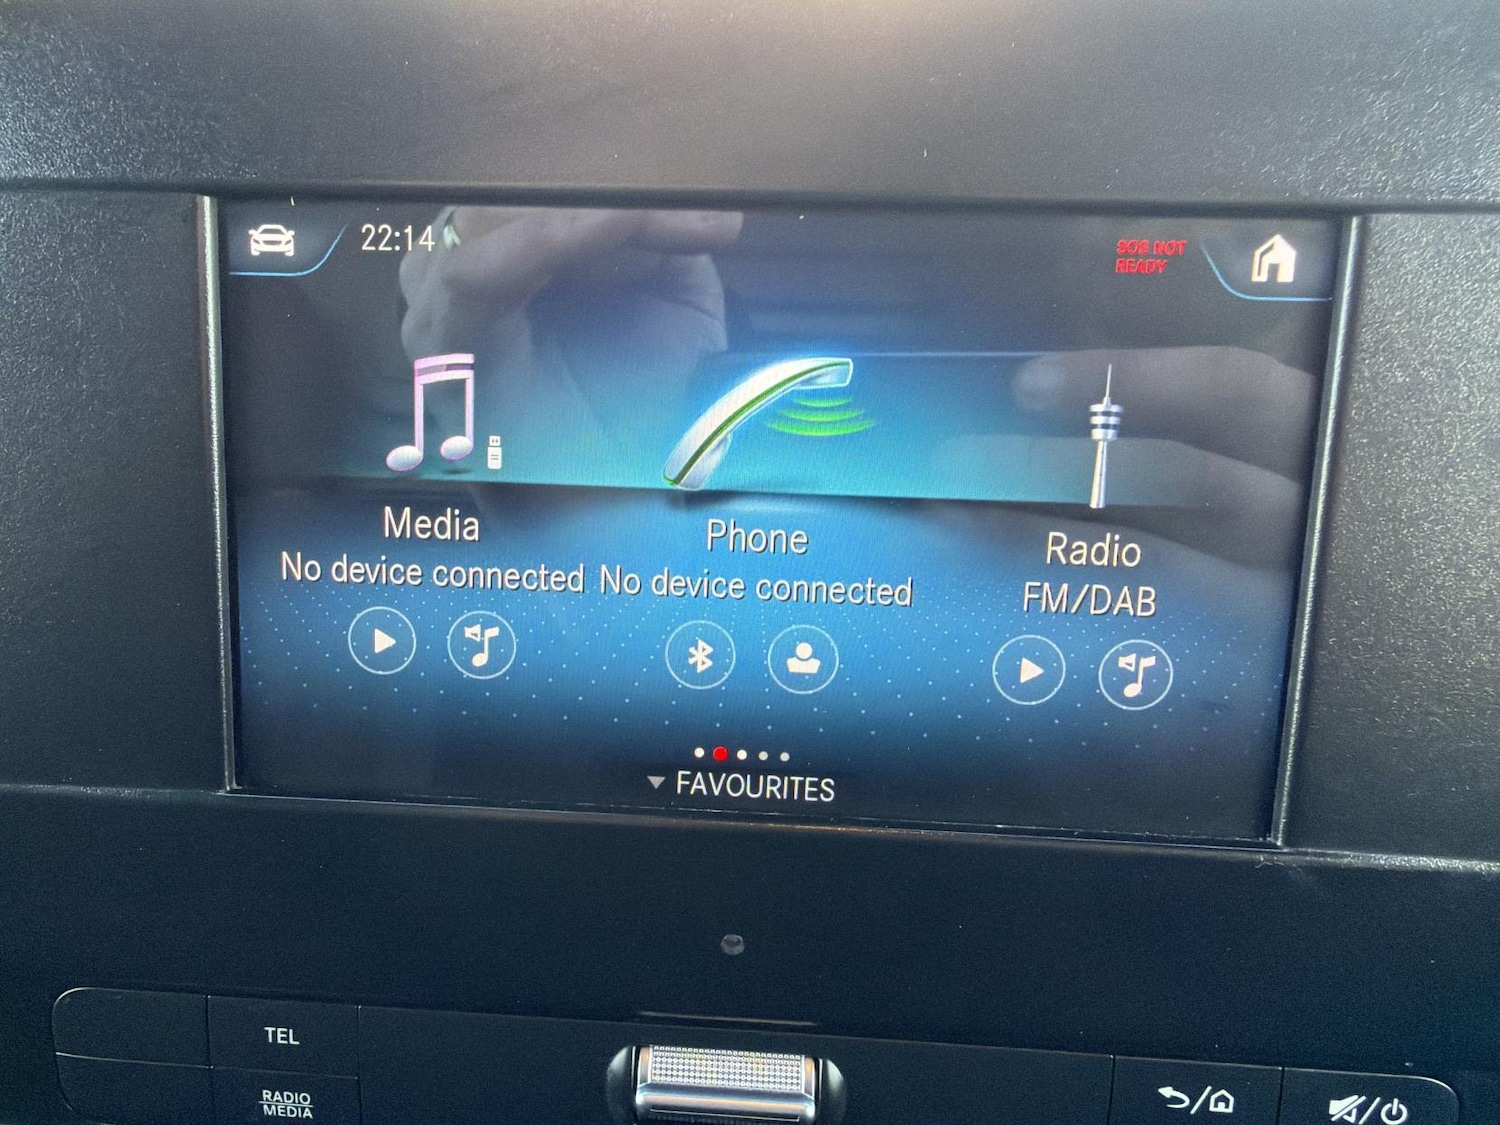 22:14
SOS NOT
READY
Media
Phone
Radio
No device connected
No device connected
FM/DAB
FAVOURITES
TEL
RADIO
MEDIA